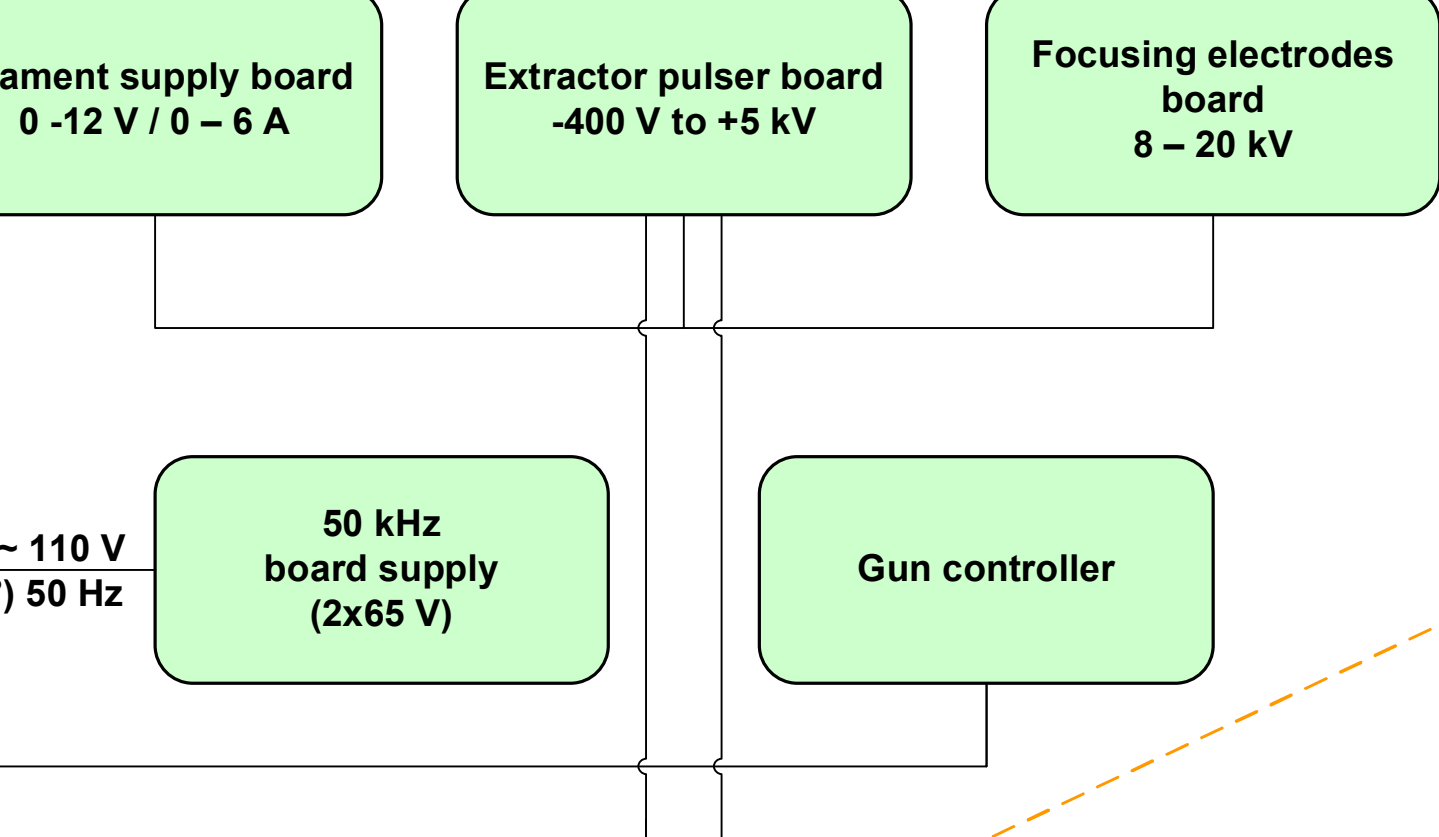 ament supply board
0 -12 V / 0 – 6 A
Extractor pulser board
-400 V to +5 kV
Focusing electrodes
board
8 – 20 kV
~ 110 V
) 50 Hz
50 kHz
board supply
(2x65 V)
Gun controller